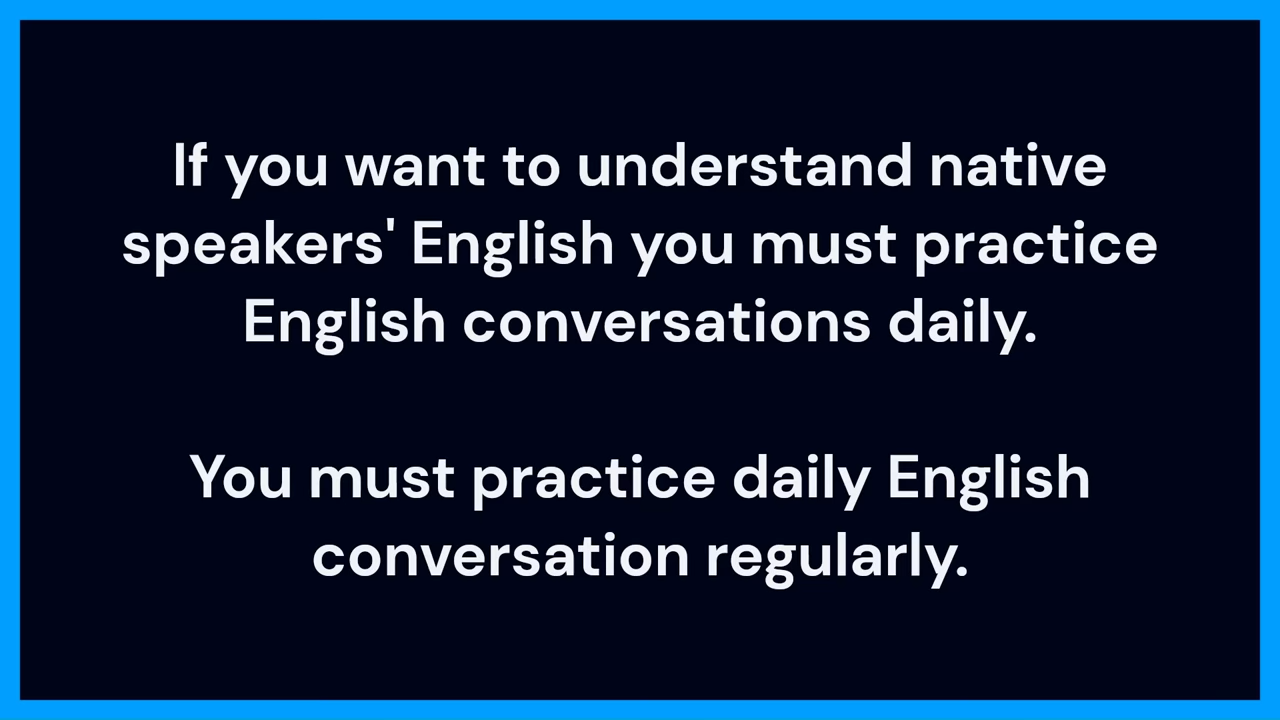 If you want to understand native
speakers' English you must practice
English conversations daily.
You must practice daily English
conversation regularly.